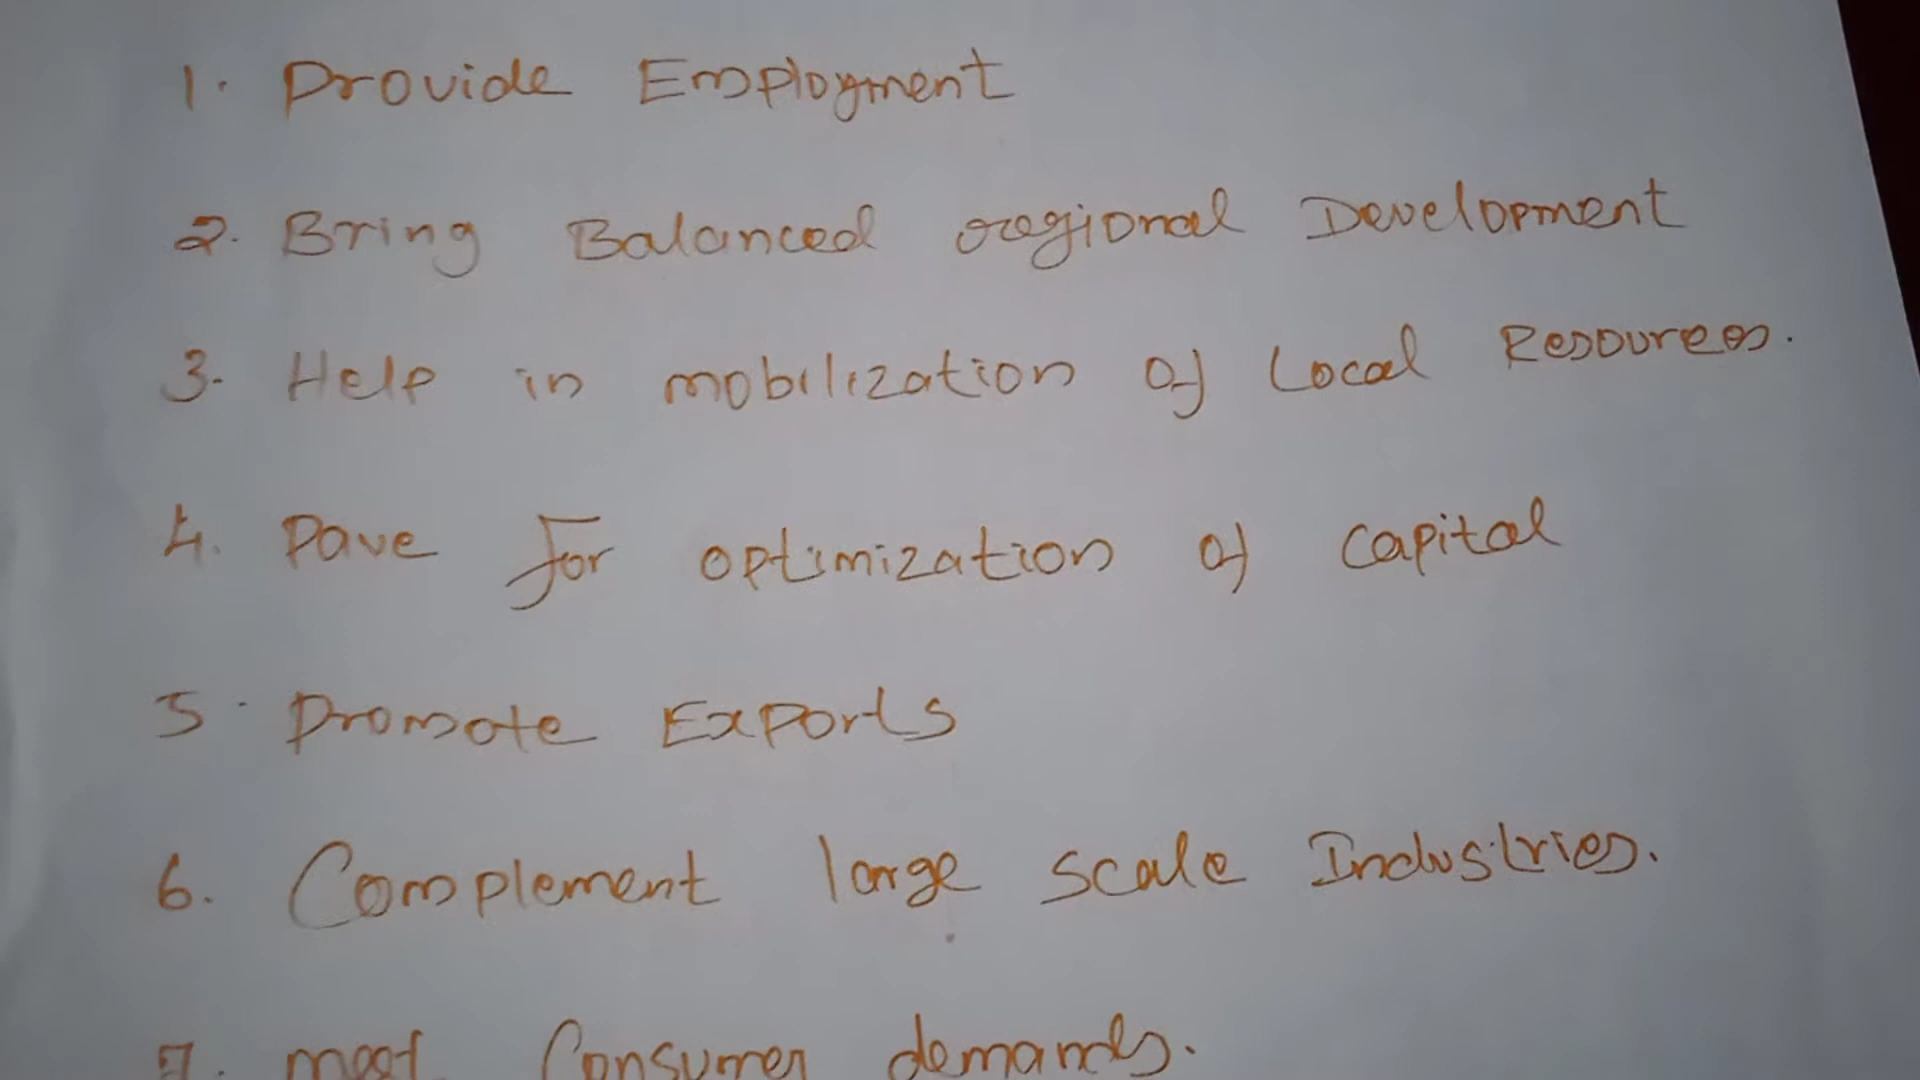 1. Provide Employment
2. Bring Balanced regional Development
3. Help in mobilization of Local Resources.
4. Pave for optimization of capital
5. Promote Exports
6. Complement large scale Industries.
7. meet Consumer demands.